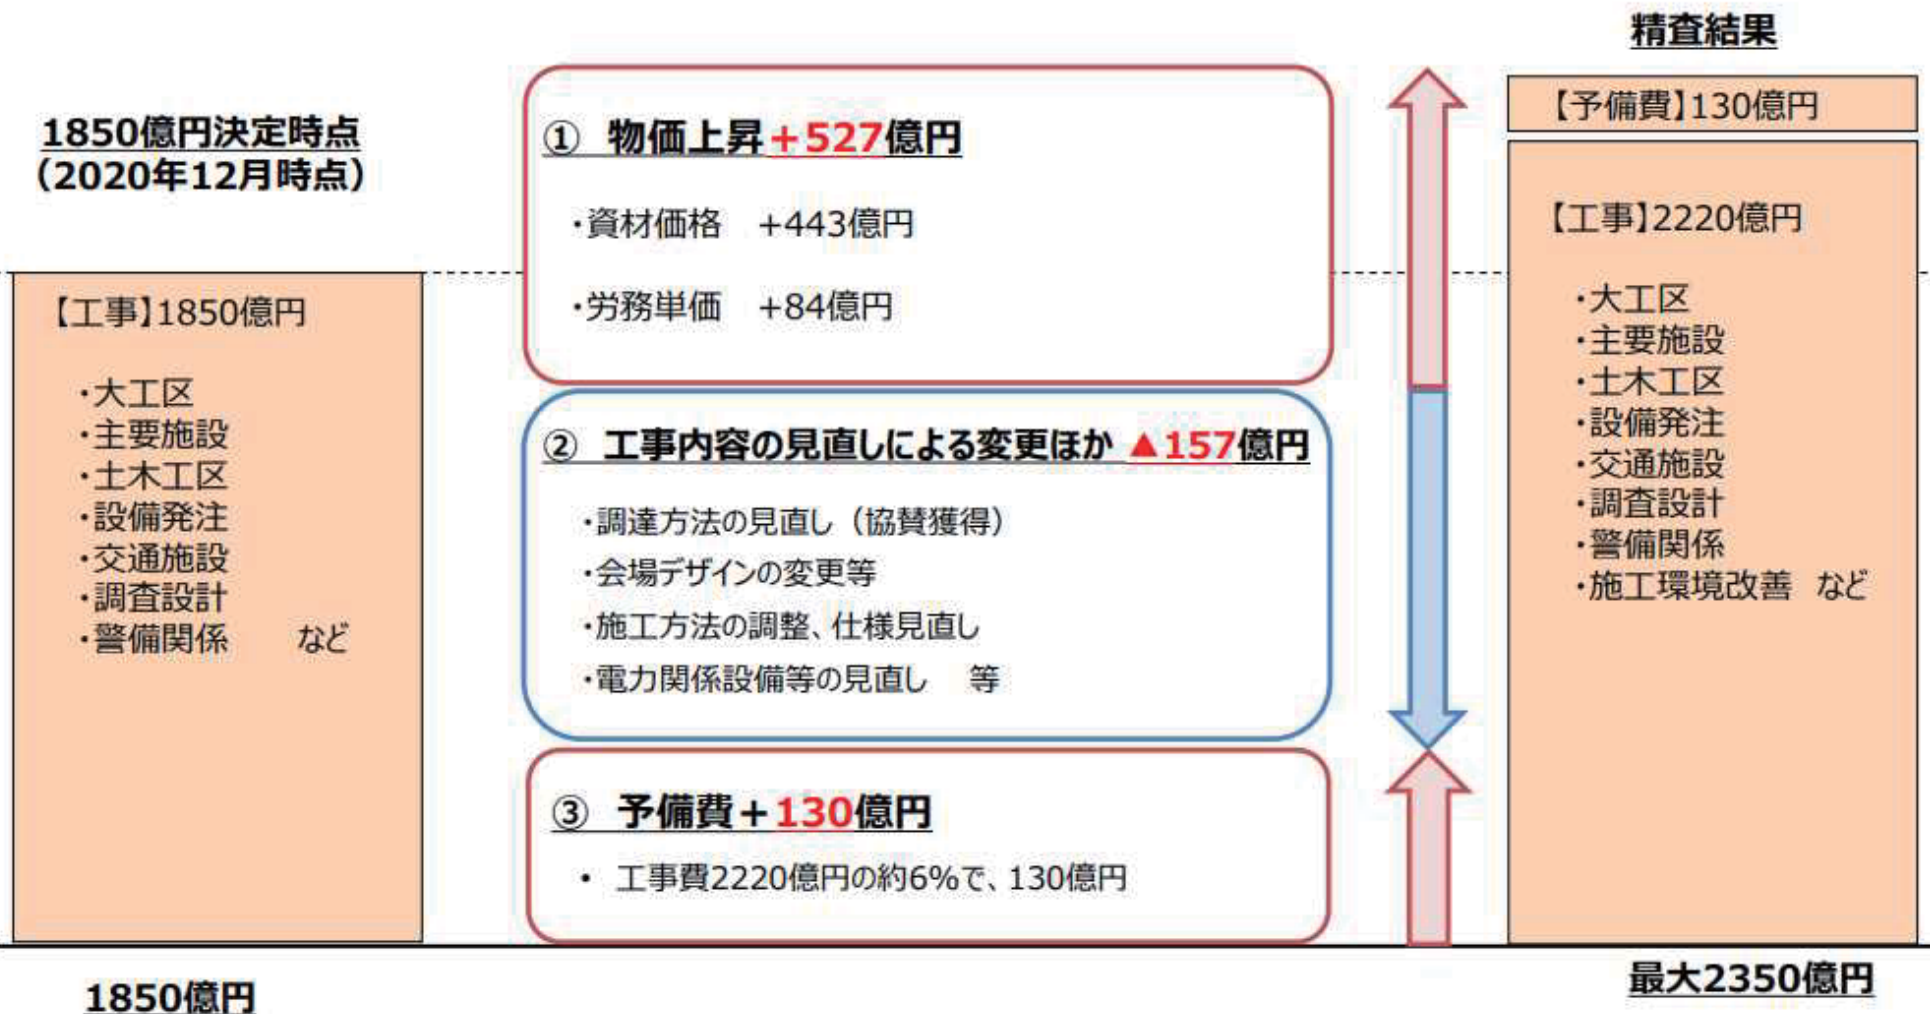 1850億円決定時点
（2020年12月時点）
【工事】1850億円
・大工区
・主要施設
・土木工区
・設備発注
・交通施設
・調査設計
・警備関係　　など
1850億円
① 物価上昇＋527億円
・資材価格　+443億円
・労務単価　+84億円
② 工事内容の見直しによる変更ほか ▲157億円
・調達方法の見直し（協賛獲得）
・会場デザインの変更等
・施工方法の調整、仕様見直し
・電力関係設備等の見直し　等
③ 予備費＋130億円
・ 工事費2220億円の約6%で、130億円
精査結果
【予備費】130億円
【工事】2220億円
・大工区
・主要施設
・土木工区
・設備発注
・交通施設
・調査設計
・警備関係
・施工環境改善　など
最大2350億円